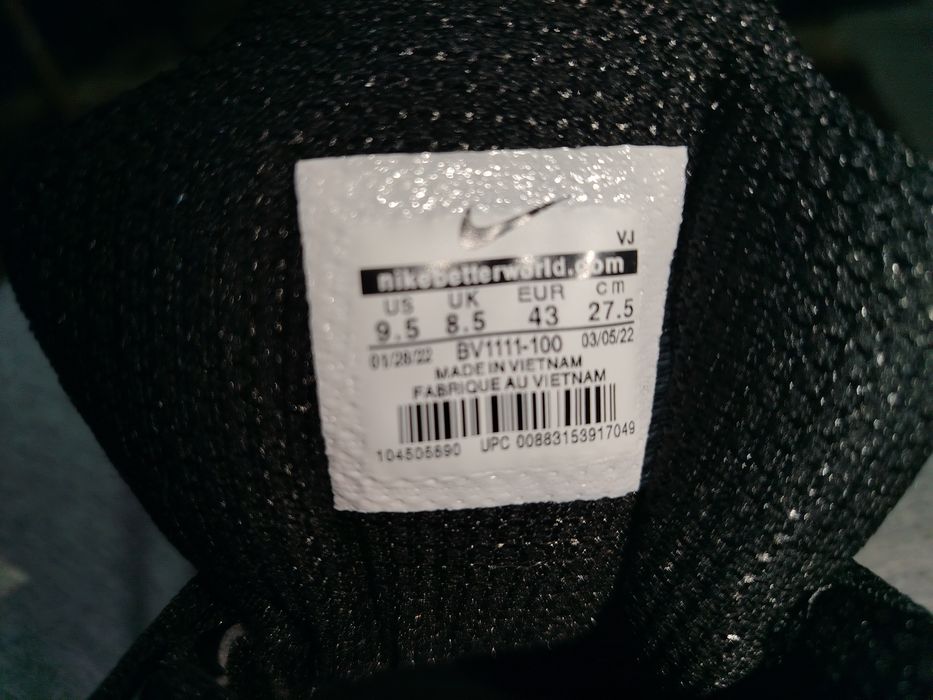 VJ
nikebetterworld.com
US UK EUR cm
9.5 8.5 43 27.5
01/28/22 BV1111-100 03/05/22
MADE IN VIETNAM
FABRIQUE AU VIETNAM
104505890 UPC 00883153917049